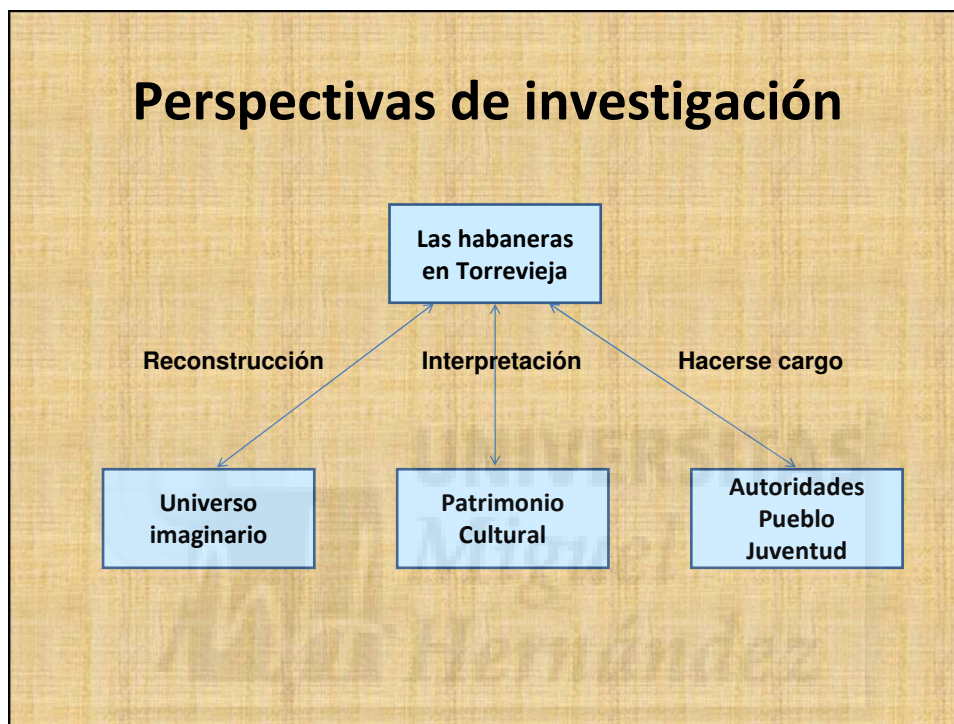 Perspectivas de investigación
Las habaneras
en Torrevieja
Reconstrucción
Interpretación
Hacerse cargo
Universo
imaginario
Patrimonio
Cultural
Autoridades
Pueblo
Juventud
UNIVERSITAS
Miguel
Hernández